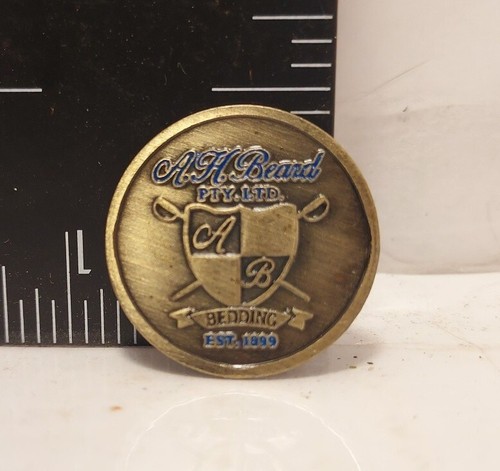 A H Beard
PTY. LTD.
A
B
BEDDING
EST. 1899
L